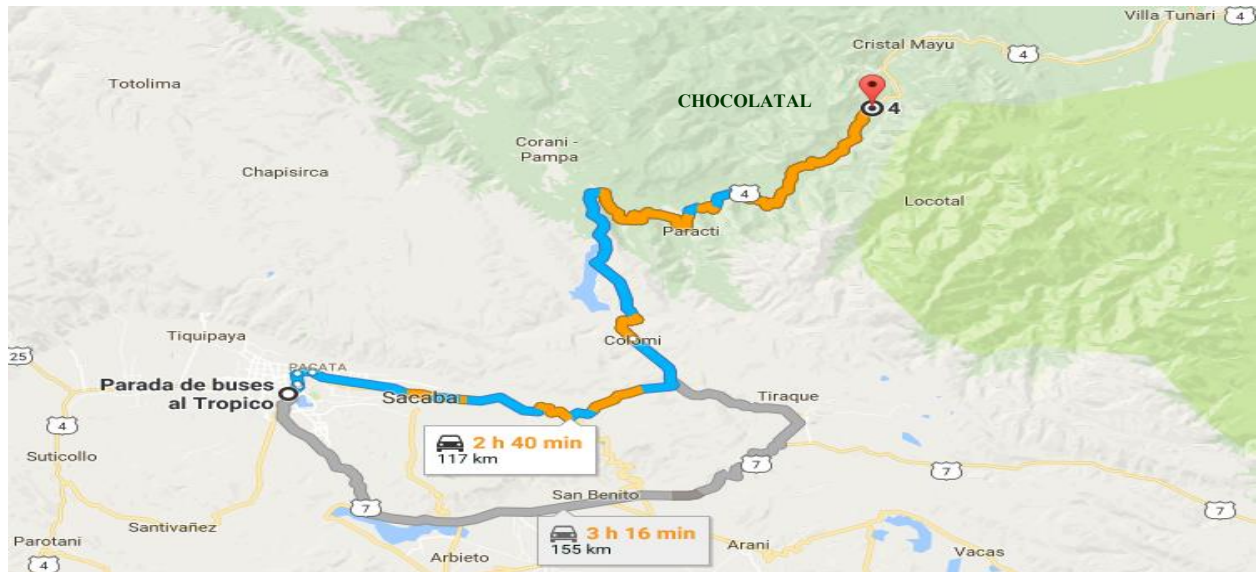 Villa Tunari
4
Cristal Mayu
4
Totolima
CHOCOLATAL
4
Corani -
Pampa
Chapisirca
4
Locotal
Paracti
Tiquipaya
Colomi
25
PACATA
Parada de buses
al Tropico
Sacaba
Tiraque
4
2 h 40 min
117 km
Suticollo
7
7
San Benito
7
7
Santivañez
3 h 16 min
155 km
Parotani
Arbieto
Arani
Vacas
4